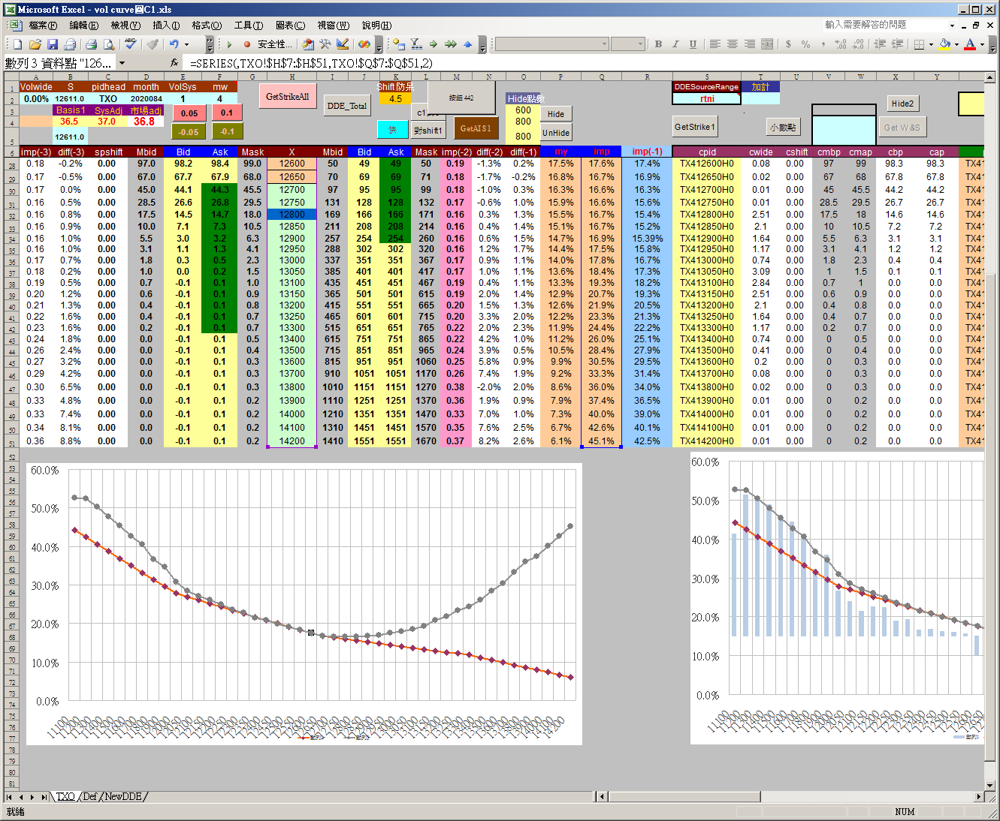 Microsoft Excel - vol curve圖C1.xls
檔案(F) 編輯(E) 檢視(V) 插入(I) 格式(O) 工具(T) 圖表(C) 視窗(W) 說明(H) 輸入需要解答的問題
安全性...
數列 3 資料點 "126... fx =SERIES(,TXO!$H$7:$H$51,TXO!$Q$7:$Q$51,2)
A B C D E F G H I J K L M N O P Q R S T U V W X Y
1 Volwide S pidhead month VolSys mw GetStrikeAll DDE_Total Shift防呆 按鈕 442 DDESourceRange 加計
2 0.00% 12611.0 TXO 2020084 1 4 4.5 Hide點數 rtni Hide2
3 Basis1 SysAdj 市場adj 0.05 0.1 600 Hide
4 36.5 37.0 36.8 快 GetAIS1 800 GetStrike1 小數點 Get W&S
5 12611.0 -0.05 -0.1 對shift1 800 UnHide
6 imp(-3) diff(-3) spshift Mbid Bid Ask Mask X Mbid Bid Ask Mask imp(-2) diff(-2) diff(-1) my imp imp(-1) cpid cwide cshift cmbp cmap cbp cap
28 0.18 -0.2% 0.00 97.0 98.2 98.4 99.0 12600 50 49 49 50 0.19 -1.3% 0.2% 17.5% 17.6% 17.4% TX412600H0 0.08 0.00 97 99 98.3 98.3 TX41
29 0.17 -0.5% 0.00 67.0 67.7 67.9 68.0 12650 70 69 69 71 0.18 -1.7% -0.2% 16.8% 16.7% 16.9% TX412650H0 0.02 0.00 67 68 67.8 67.8 TX41
30 0.17 0.0% 0.00 45.0 44.1 44.3 45.5 12700 97 95 95 99 0.18 -1.0% 0.3% 16.3% 16.6% 16.3% TX412700H0 0.01 0.00 45 45.5 44.2 44.2 TX41
31 0.16 0.5% 0.00 28.5 26.6 26.8 29.5 12750 131 128 128 132 0.17 -0.6% 1.0% 15.9% 16.6% 15.6% TX412750H0 0.01 0.00 28.5 29.5 26.7 26.7 TX41
32 0.16 0.8% 0.00 17.5 14.5 14.7 18.0 12800 169 166 166 171 0.16 0.3% 1.3% 15.5% 16.7% 15.4% TX412800H0 2.51 0.00 17.5 18 14.6 14.6 TX41
33 0.16 0.9% 0.00 10.0 7.1 7.3 10.5 12850 211 208 208 214 0.16 0.4% 1.4% 15.1% 16.7% 15.2% TX412850H0 2.1 0.00 10 10.5 7.2 7.2 TX41
34 0.16 1.0% 0.00 5.5 3.0 3.2 6.3 12900 257 254 254 260 0.16 0.6% 1.5% 14.7% 16.9% 15.39% TX412900H0 1.64 0.00 5.5 6.3 3.1 3.1 TX41
35 0.16 1.0% 0.00 3.1 1.1 1.3 4.1 12950 288 302 302 320 0.16 1.2% 1.7% 14.4% 17.5% 15.8% TX412950H0 1.17 0.00 3.1 4.1 1.2 1.2 TX41
36 0.17 0.7% 0.00 1.8 0.3 0.5 2.3 13000 337 351 351 367 0.17 0.9% 1.1% 14.0% 17.8% 16.7% TX413000H0 0.74 0.00 1.8 2.3 0.4 0.4 TX41
37 0.18 0.2% 0.00 1.0 0.0 0.2 1.5 13050 385 401 401 417 0.17 1.0% 1.1% 13.6% 18.4% 17.3% TX413050H0 3.09 0.00 1 1.5 0.1 0.1 TX41
38 0.19 0.5% 0.00 0.7 -0.1 0.1 1.0 13100 435 451 451 467 0.19 0.4% 1.1% 13.3% 19.3% 18.2% TX413100H0 2.84 0.00 0.7 1 0.0 0.0 TX41
39 0.20 1.2% 0.00 0.6 -0.1 0.1 0.9 13150 365 501 501 615 0.19 2.0% 1.4% 12.9% 20.7% 19.3% TX413150H0 2.51 0.00 0.6 0.9 0.0 0.0 TX41
40 0.21 1.3% 0.00 0.4 -0.1 0.1 0.8 13200 415 551 551 665 0.20 1.5% 1.3% 12.6% 21.9% 20.5% TX413200H0 2.1 0.00 0.4 0.8 0.0 0.0 TX41
41 0.22 1.6% 0.00 0.4 -0.1 0.1 0.7 13250 465 601 601 715 0.20 3.3% 2.0% 12.2% 23.3% 21.3% TX413250H0 1.64 0.00 0.4 0.7 0.0 0.0 TX41
42 0.23 1.6% 0.00 0.2 -0.1 0.1 0.7 13300 515 651 651 765 0.22 2.0% 2.3% 11.9% 24.4% 22.2% TX413300H0 1.17 0.00 0.2 0.7 0.0 0.0 TX41
43 0.24 1.8% 0.00 0.0 -0.1 0.1 0.5 13400 615 751 751 865 0.22 4.2% 1.0% 11.2% 26.0% 25.1% TX413400H0 0.74 0.00 0 0.5 0.0 0.0 TX41
44 0.26 2.4% 0.00 0.0 -0.1 0.1 0.4 13500 715 851 851 965 0.24 3.9% 0.5% 10.5% 28.4% 27.9% TX413500H0 0.41 0.00 0 0.4 0.0 0.0 TX41
45 0.27 3.2% 0.00 0.0 -0.1 0.1 0.3 13600 815 951 951 1060 0.25 5.8% 0.9% 9.9% 30.5% 29.5% TX413600H0 0.2 0.00 0 0.3 0.0 0.0 TX41
46 0.29 4.2% 0.00 0.0 -0.1 0.1 0.3 13700 910 1051 1051 1170 0.26 7.4% 1.9% 9.2% 33.3% 31.4% TX413700H0 0.08 0.00 0 0.3 0.0 0.0 TX41
47 0.30 6.5% 0.00 0.0 -0.1 0.1 0.3 13800 1010 1151 1151 1270 0.38 -2.0% 2.0% 8.6% 36.0% 34.0% TX413800H0 0.02 0.00 0 0.3 0.0 0.0 TX41
48 0.33 4.8% 0.00 0.0 -0.1 0.1 0.2 13900 1110 1251 1251 1370 0.36 1.9% 0.9% 7.9% 37.4% 36.5% TX413900H0 0.01 0.00 0 0.2 0.0 0.0 TX41
49 0.33 7.4% 0.00 0.0 -0.1 0.1 0.2 14000 1210 1351 1351 1470 0.33 7.0% 1.0% 7.3% 40.0% 39.0% TX414000H0 0.01 0.00 0 0.2 0.0 0.0 TX41
50 0.34 8.1% 0.00 0.0 -0.1 0.1 0.2 14100 1310 1451 1451 1570 0.35 7.6% 2.5% 6.7% 42.6% 40.1% TX414100H0 0.01 0.00 0 0.2 0.0 0.0 TX41
51 0.36 8.8% 0.00 0.0 -0.1 0.1 0.2 14200 1410 1551 1551 1670 0.37 8.2% 2.6% 6.1% 45.1% 42.5% TX414200H0 0.01 0.00 0 0.2 0.0 0.0 TX41
60.0%
50.0%
40.0%
30.0%
20.0%
10.0%
0.0%
60.0%
50.0%
40.0%
30.0%
20.0%
10.0%
0.0%
TXO Def NewDDE
就緒 NUM